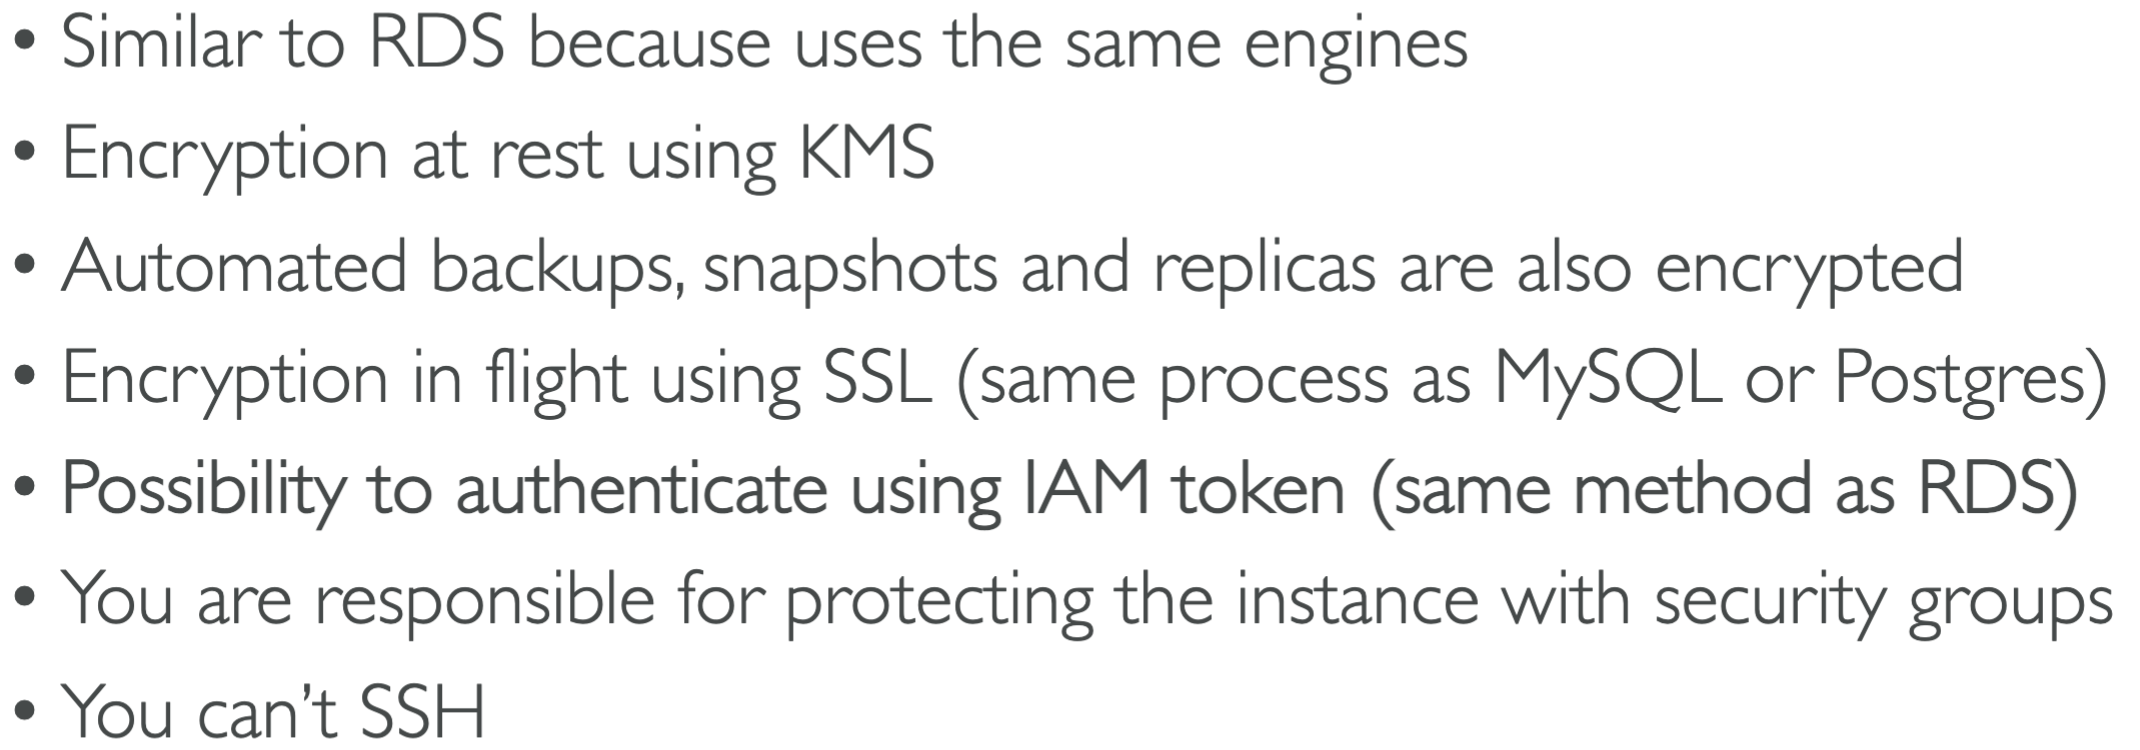 • Similar to RDS because uses the same engines
• Encryption at rest using KMS
• Automated backups, snapshots and replicas are also encrypted
• Encryption in flight using SSL (same process as MySQL or Postgres)
• Possibility to authenticate using IAM token (same method as RDS)
• You are responsible for protecting the instance with security groups
• You can’t SSH